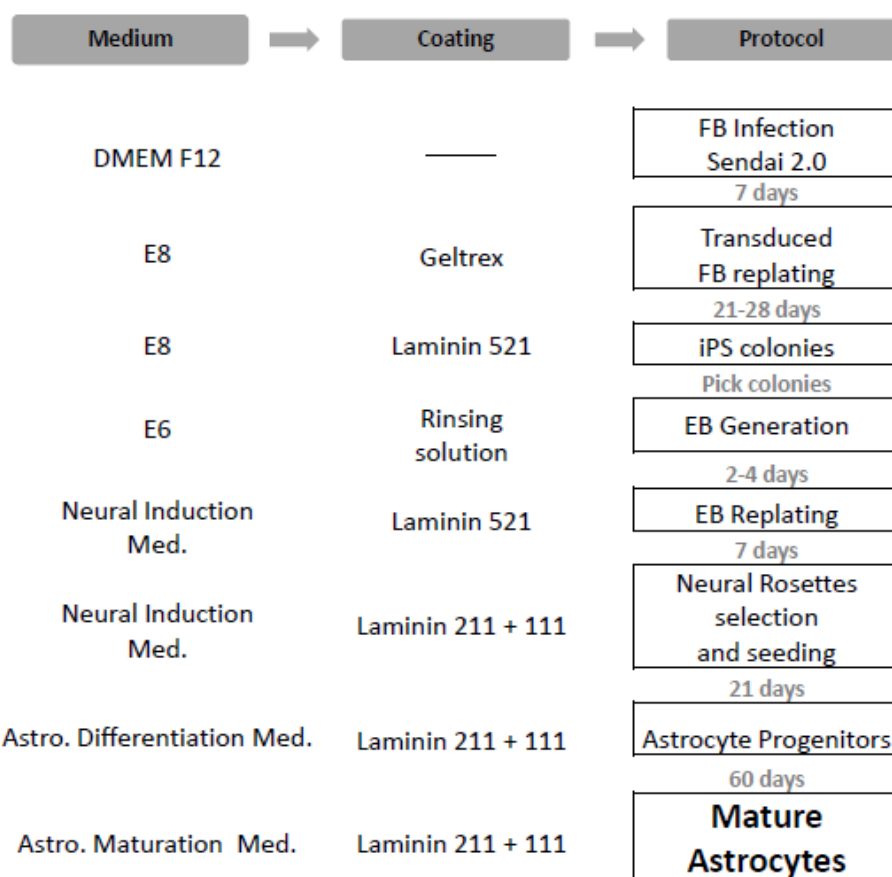 Medium Coating Protocol
DMEM F12
FB Infection
Sendai 2.0
7 days
E8
Geltrex
Transduced
FB replating
21-28 days
E8
Laminin 521
iPS colonies
Pick colonies
E6
Rinsing
solution
EB Generation
2-4 days
Neural Induction
Med.
Laminin 521
EB Replating
7 days
Neural Induction
Med.
Laminin 211 + 111
Neural Rosettes
selection
and seeding
21 days
Astro. Differentiation Med.
Laminin 211 + 111
Astrocyte Progenitors
60 days
Astro. Maturation Med.
Laminin 211 + 111
Mature
Astrocytes